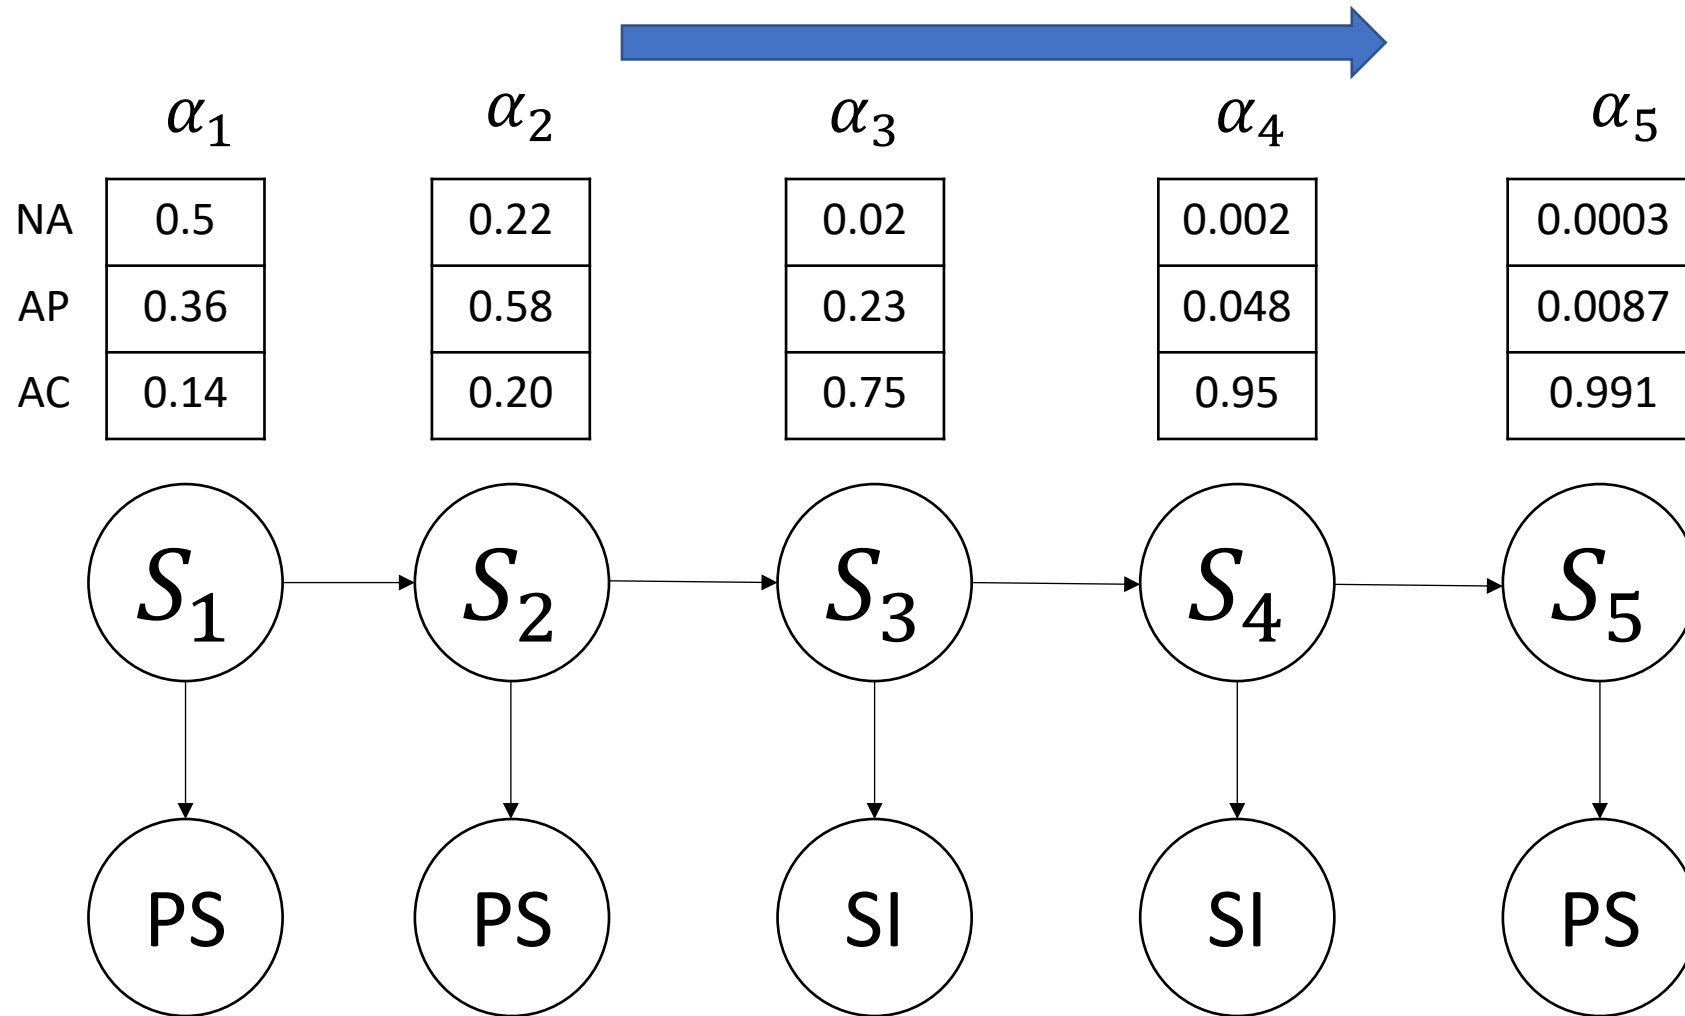 α₁ α₂ α₃ α₄ α₅
NA 0.5 0.22 0.02 0.002 0.0003
AP 0.36 0.58 0.23 0.048 0.0087
AC 0.14 0.20 0.75 0.95 0.991
S₁ S₂ S₃ S₄ S₅
PS PS SI SI PS